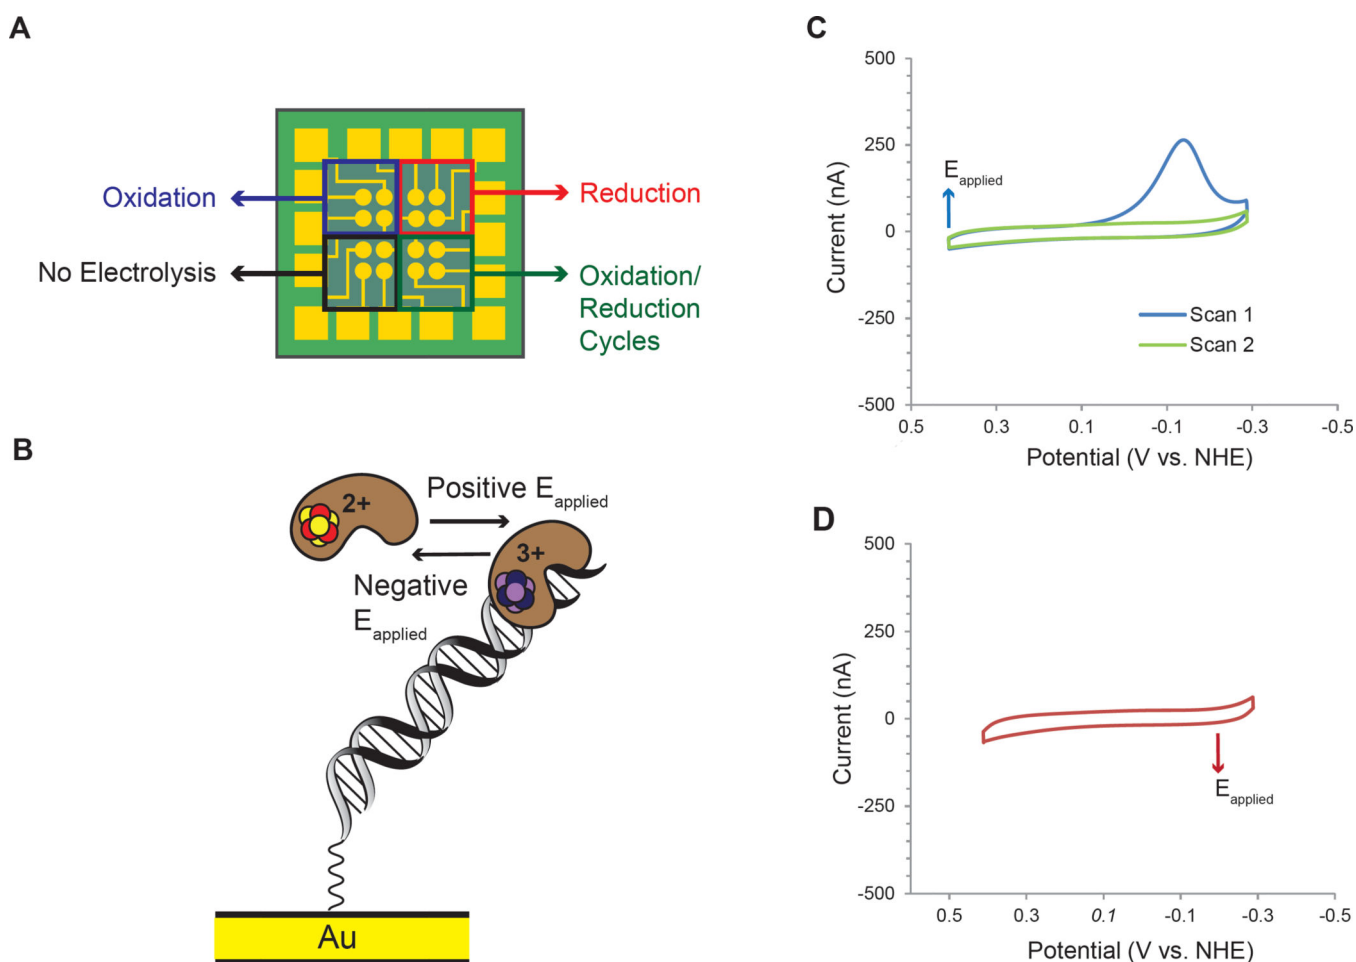 A
Oxidation
Reduction
No Electrolysis
Oxidation/
Reduction
Cycles
B
2+
Positive E applied
3+
Negative
E applied
Au
C
500
250
0
-250
-500
Current (nA)
E applied
Scan 1
Scan 2
0.5 0.3 0.1 -0.1 -0.3 -0.5
Potential (V vs. NHE)
D
500
250
0
-250
-500
Current (nA)
E applied
0.5 0.3 0.1 -0.1 -0.3 -0.5
Potential (V vs. NHE)